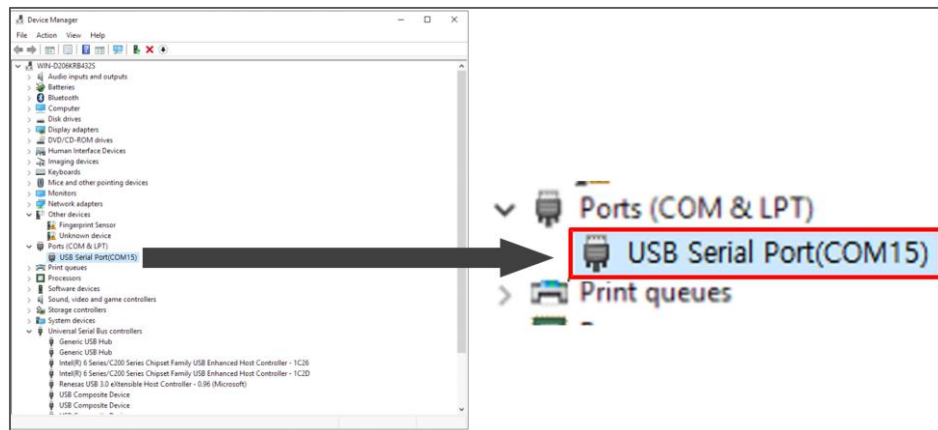 Device Manager
File Action View Help
WIN-D206KRB432S
Audio inputs and outputs
Batteries
Bluetooth
Computer
Disk drives
Display adapters
DVD/CD-ROM drives
Human Interface Devices
Imaging devices
Keyboards
Mice and other pointing devices
Monitors
Network adapters
Other devices
Fingerprint Sensor
Unknown device
Ports (COM & LPT)
USB Serial Port(COM15)
Print queues
Processors
Software devices
Sound, video and game controllers
Storage controllers
System devices
Universal Serial Bus controllers
Generic USB Hub
Generic USB Hub
Intel(R) 6 Series/C200 Series Chipset Family USB Enhanced Host Controller - 1C26
Intel(R) 6 Series/C200 Series Chipset Family USB Enhanced Host Controller - 1C2D
Renesas USB 3.0 eXtensible Host Controller - 0.96 (Microsoft)
USB Composite Device
USB Composite Device
Ports (COM & LPT)
USB Serial Port(COM15)
Print queues